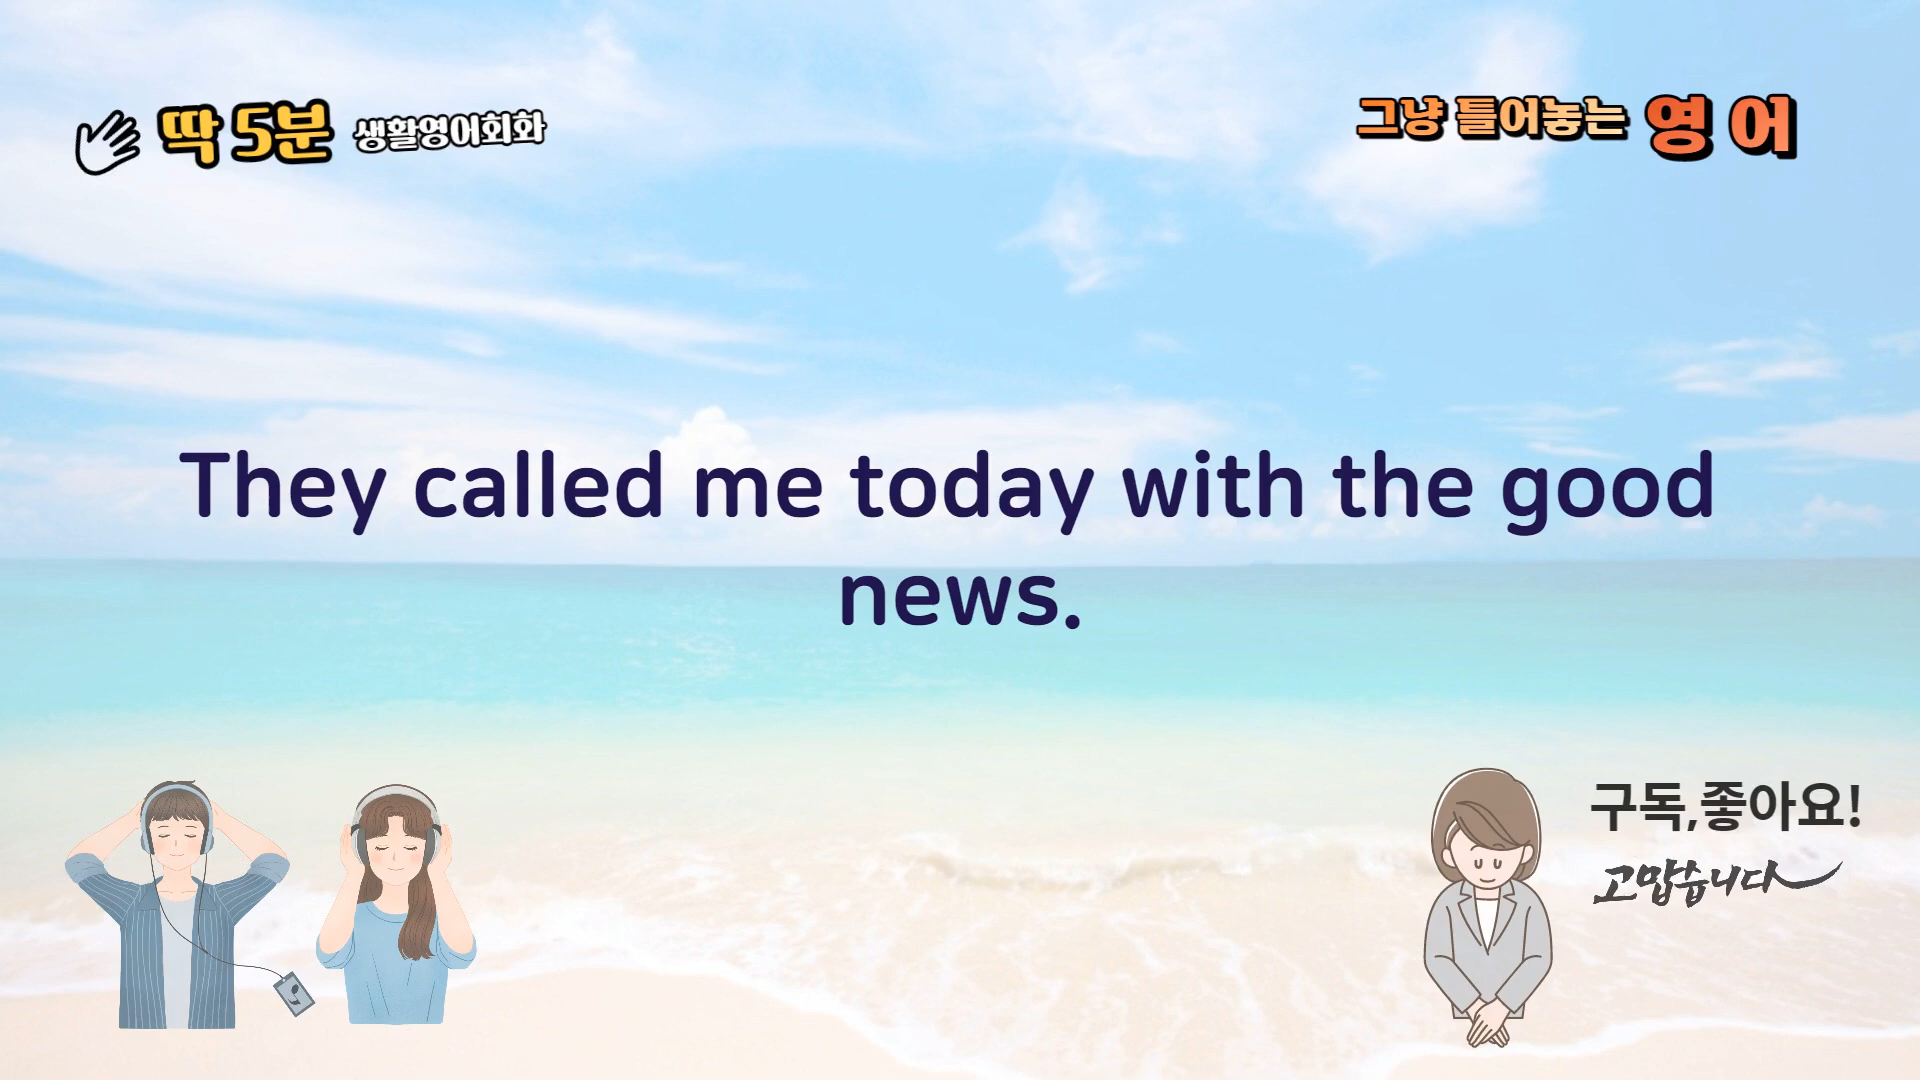 딱 5분 생활영어회화
그냥 틀어놓는 영어
They called me today with the good
news.
구독,좋아요!
고맙습니다